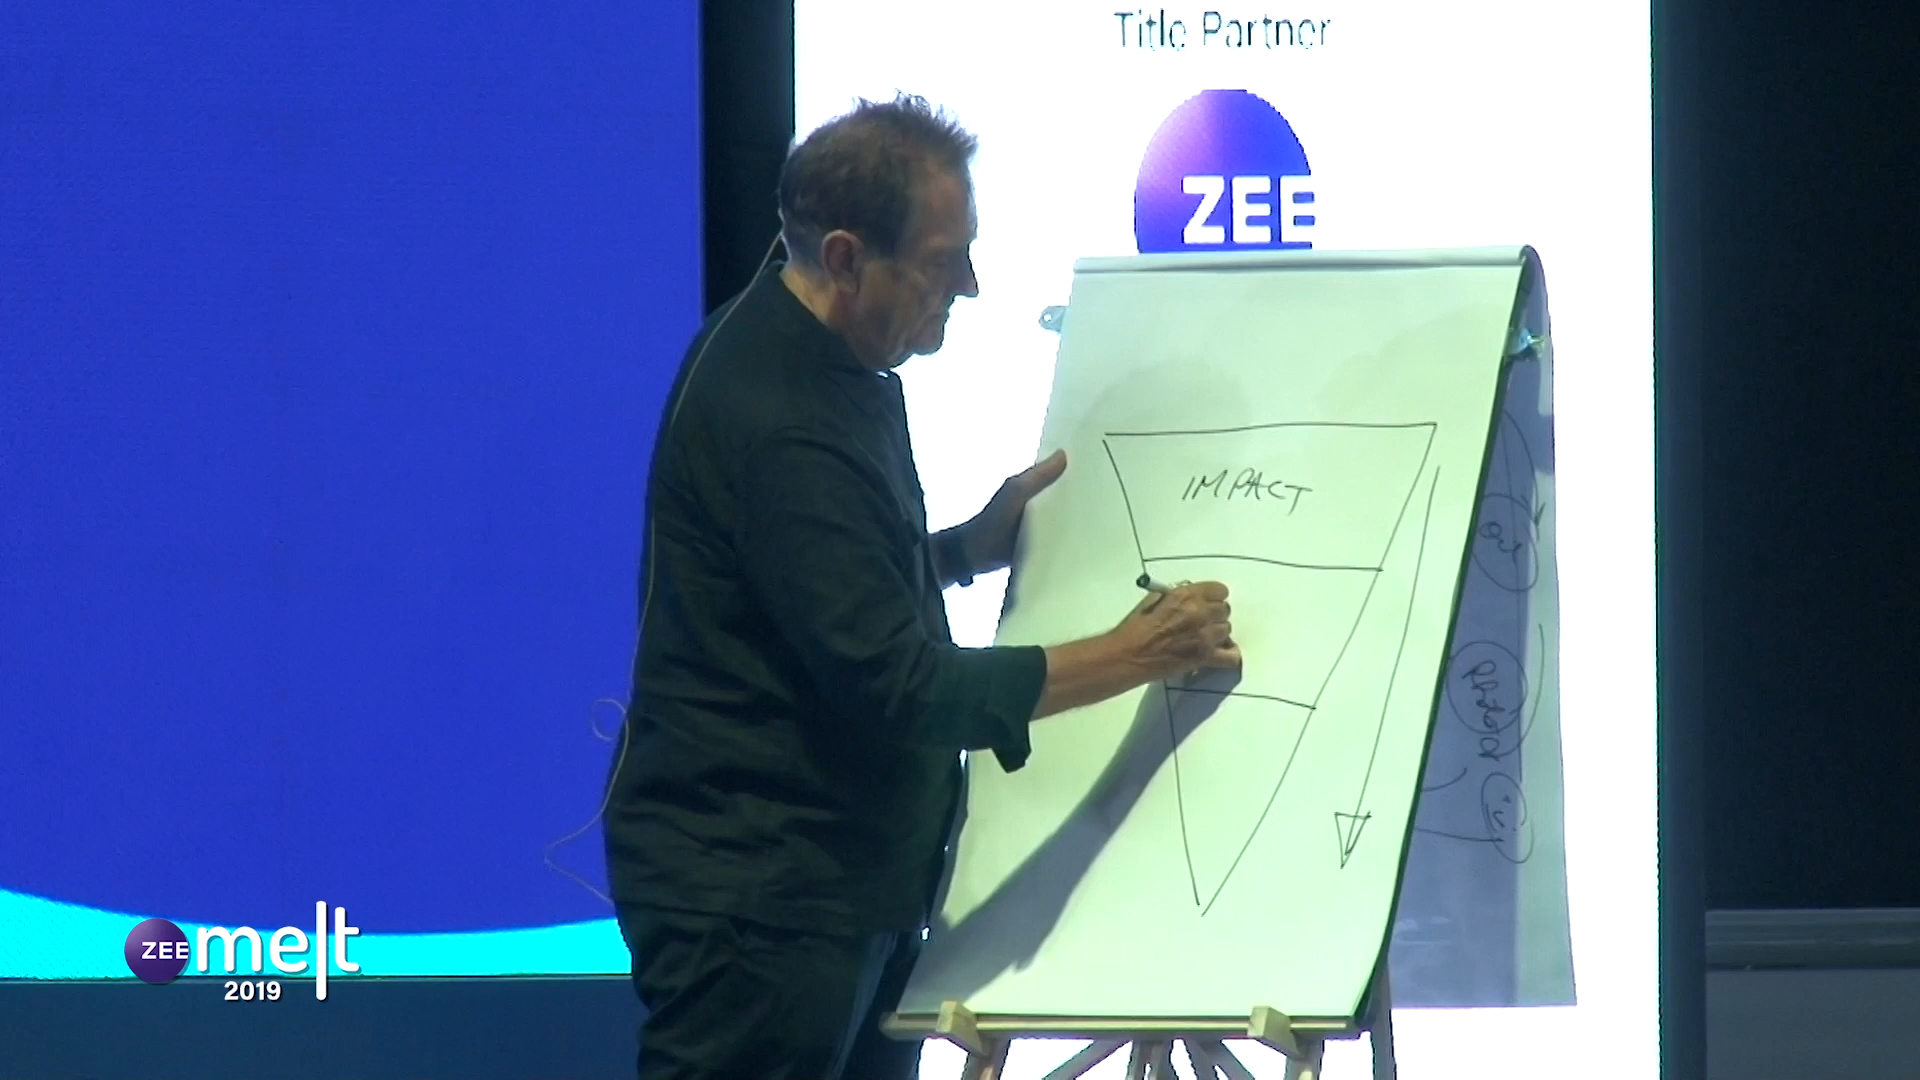 Title Partner
ZEE
IMPACT
ZEE melt
2019